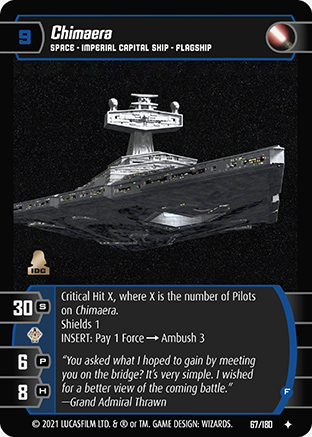 9
Chimaera
SPACE - IMPERIAL CAPITAL SHIP - FLAGSHIP
IDC
30 S
6 P
8 H
Critical Hit X, where X is the number of Pilots
on Chimaera.
Shields 1
INSERT: Pay 1 Force → Ambush 3
"You asked what I hoped to gain by meeting
you on the bridge? It's very simple. I wished
for a better view of the coming battle."
—Grand Admiral Thrawn
F
© 2021 LUCASFILM LTD. & ® or TM. GAME DESIGN: WIZARDS. 67/180